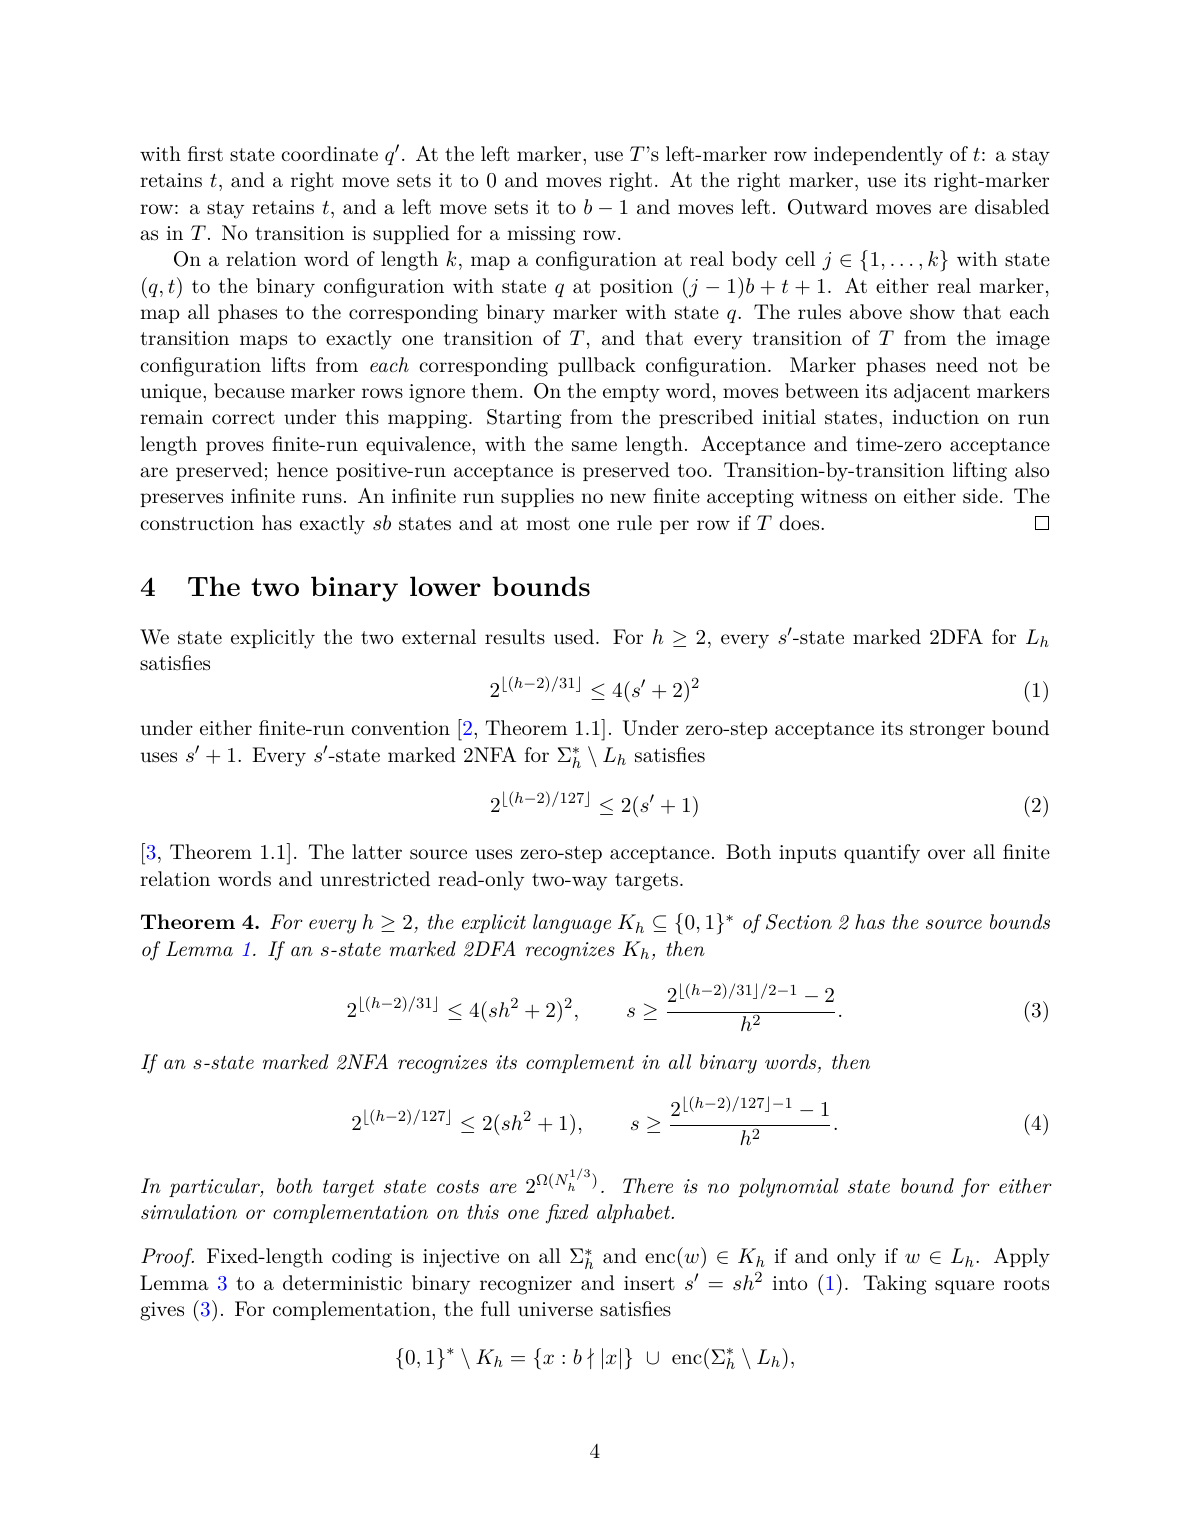 with first state coordinate q′. At the left marker, use T’s left-marker row independently of t: a stay
retains t, and a right move sets it to 0 and moves right. At the right marker, use its right-marker
row: a stay retains t, and a left move sets it to b − 1 and moves left. Outward moves are disabled
as in T. No transition is supplied for a missing row.
On a relation word of length k, map a configuration at real body cell j ∈ {1, . . . , k} with state
(q, t) to the binary configuration with state q at position (j − 1)b + t + 1. At either real marker,
map all phases to the corresponding binary marker with state q. The rules above show that each
transition maps to exactly one transition of T, and that every transition of T from the image
configuration lifts from each corresponding pullback configuration. Marker phases need not be
unique, because marker rows ignore them. On the empty word, moves between its adjacent markers
remain correct under this mapping. Starting from the prescribed initial states, induction on run
length proves finite-run equivalence, with the same length. Acceptance and time-zero acceptance
are preserved; hence positive-run acceptance is preserved too. Transition-by-transition lifting also
preserves infinite runs. An infinite run supplies no new finite accepting witness on either side. The
construction has exactly sb states and at most one rule per row if T does. □
4 The two binary lower bounds
We state explicitly the two external results used. For h ≥ 2, every s′-state marked 2DFA for L_h
satisfies
2^{⌊(h−2)/31⌋} ≤ 4(s′ + 2)^2 (1)
under either finite-run convention [2, Theorem 1.1]. Under zero-step acceptance its stronger bound
uses s′ + 1. Every s′-state marked 2NFA for Σ_h^* \ L_h satisfies
2^{⌊(h−2)/127⌋} ≤ 2(s′ + 1) (2)
[3, Theorem 1.1]. The latter source uses zero-step acceptance. Both inputs quantify over all finite
relation words and unrestricted read-only two-way targets.
Theorem 4. For every h ≥ 2, the explicit language K_h ⊆ {0, 1}^* of Section 2 has the source bounds
of Lemma 1. If an s-state marked 2DFA recognizes K_h, then
2^{⌊(h−2)/31⌋} ≤ 4(sh^2 + 2)^2, s ≥ \frac{2^{⌊(h−2)/31⌋/2−1} − 2}{h^2}. (3)
If an s-state marked 2NFA recognizes its complement in all binary words, then
2^{⌊(h−2)/127⌋} ≤ 2(sh^2 + 1), s ≥ \frac{2^{⌊(h−2)/127⌋−1} − 1}{h^2}. (4)
In particular, both target state costs are 2^{Ω(N_h^{1/3})}. There is no polynomial state bound for either
simulation or complementation on this one fixed alphabet.
Proof. Fixed-length coding is injective on all Σ_h^* and enc(w) ∈ K_h if and only if w ∈ L_h. Apply
Lemma 3 to a deterministic binary recognizer and insert s′ = sh^2 into (1). Taking square roots
gives (3). For complementation, the full universe satisfies
{0, 1}^* \ K_h = {x : b ∤ |x|} ∪ enc(Σ_h^* \ L_h),
4